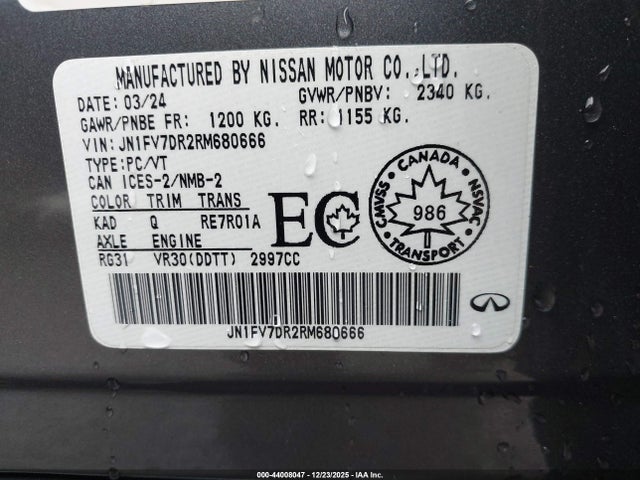 MANUFACTURED BY NISSAN MOTOR CO.,LTD.
DATE: 03/24 GVWR/PNBV: 2340 KG.
GAWR/PNBE FR: 1200 KG. RR: 1155 KG.
VIN: JN1FV7DR2RM680666
TYPE: PC/VT
CAN ICES-2/NMB-2
COLOR TRIM TRANS
KAD Q RE7R01A
AXLE ENGINE
RG31 VR30(DDTT) 2997CC
EC
CANADA
CMVSS NSVAC
986
TRANSPORT
JN1FV7DR2RM680666
000-44008047 - 12/23/2025 - IAA Inc.